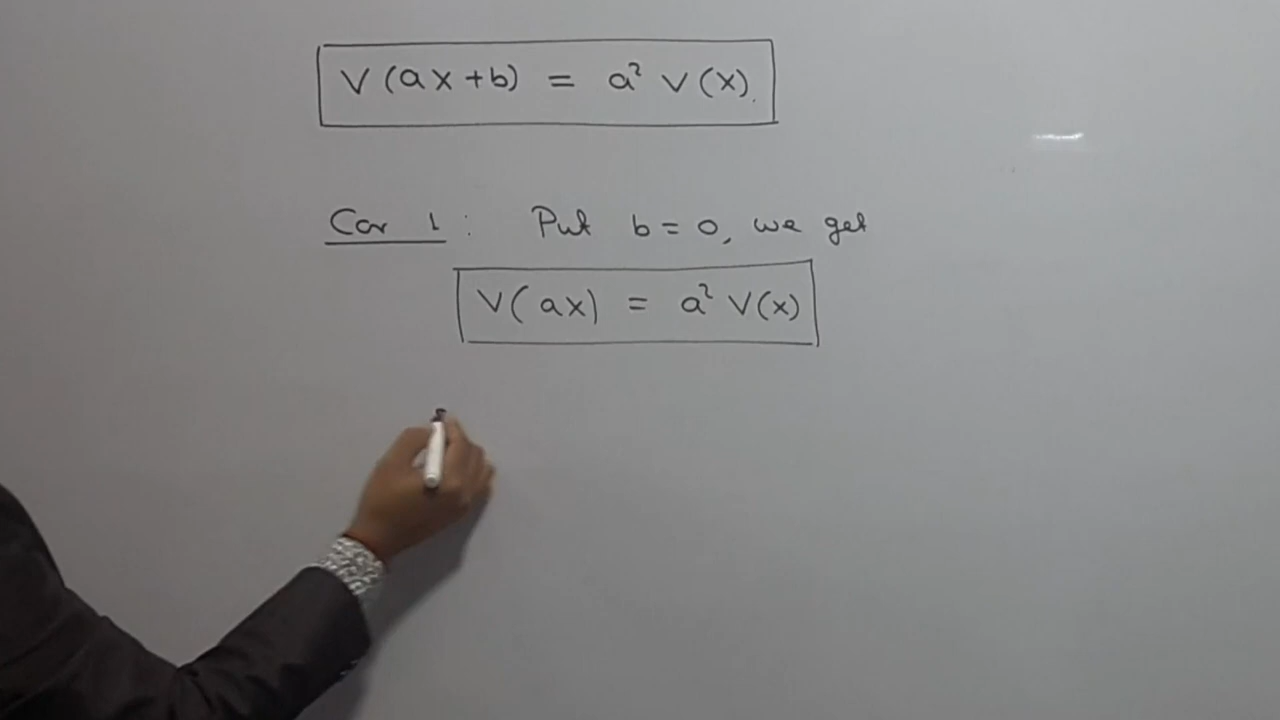 V(ax+b) = a² V(x).
Cor 1 : Put b = 0, we get
V(ax) = a² V(x)